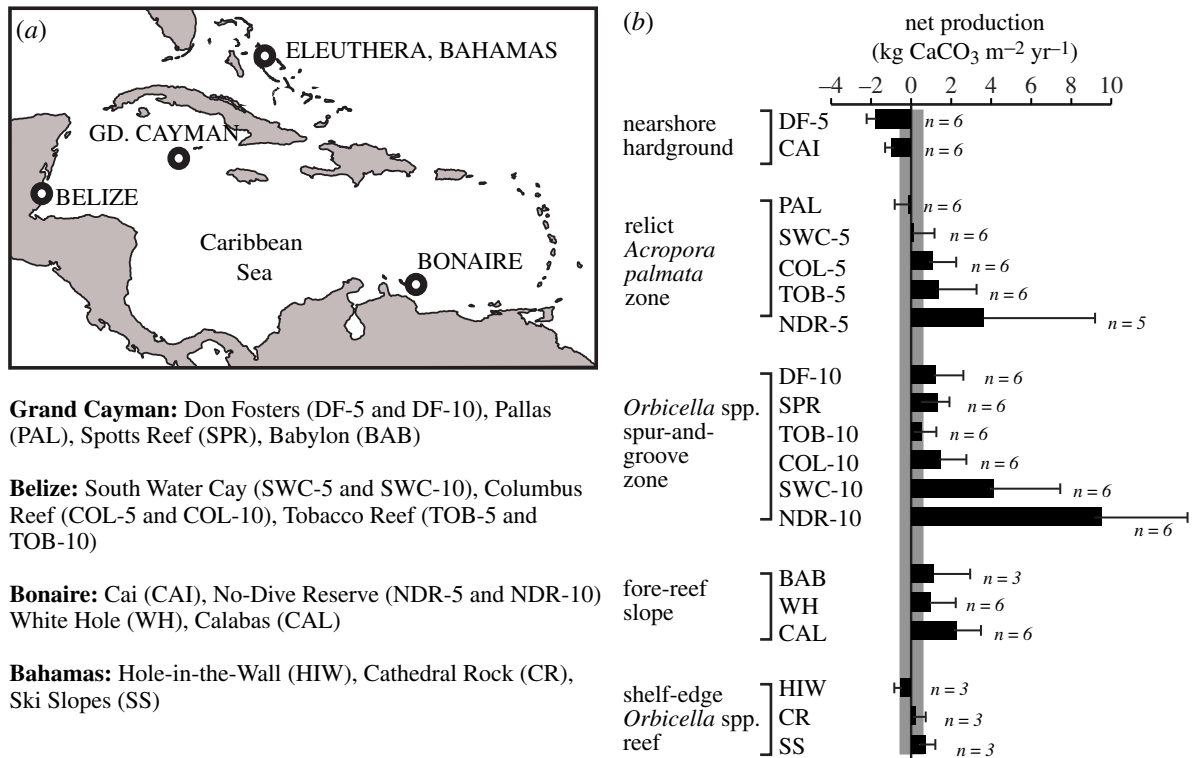 (a)
ELEUTHERA, BAHAMAS
GD. CAYMAN
BELIZE
Caribbean
Sea
BONAIRE
Grand Cayman: Don Fosters (DF-5 and DF-10), Pallas
(PAL), Spotts Reef (SPR), Babylon (BAB)
Belize: South Water Cay (SWC-5 and SWC-10), Columbus
Reef (COL-5 and COL-10), Tobacco Reef (TOB-5 and
TOB-10)
Bonaire: Cai (CAI), No-Dive Reserve (NDR-5 and NDR-10)
White Hole (WH), Calabas (CAL)
Bahamas: Hole-in-the-Wall (HIW), Cathedral Rock (CR),
Ski Slopes (SS)
(b)
net production
(kg CaCO₃ m⁻² yr⁻¹)
−4 −2 0 2 4 6 8 10
nearshore
hardground
DF-5 n = 6
CAI n = 6
relict
Acropora
palmata
zone
PAL n = 6
SWC-5 n = 6
COL-5 n = 6
TOB-5 n = 6
NDR-5 n = 5
Orbicella spp.
spur-and-
groove
zone
DF-10 n = 6
SPR n = 6
TOB-10 n = 6
COL-10 n = 6
SWC-10 n = 6
NDR-10 n = 6
fore-reef
slope
BAB n = 3
WH n = 6
CAL n = 6
shelf-edge
Orbicella spp.
reef
HIW n = 3
CR n = 3
SS n = 3